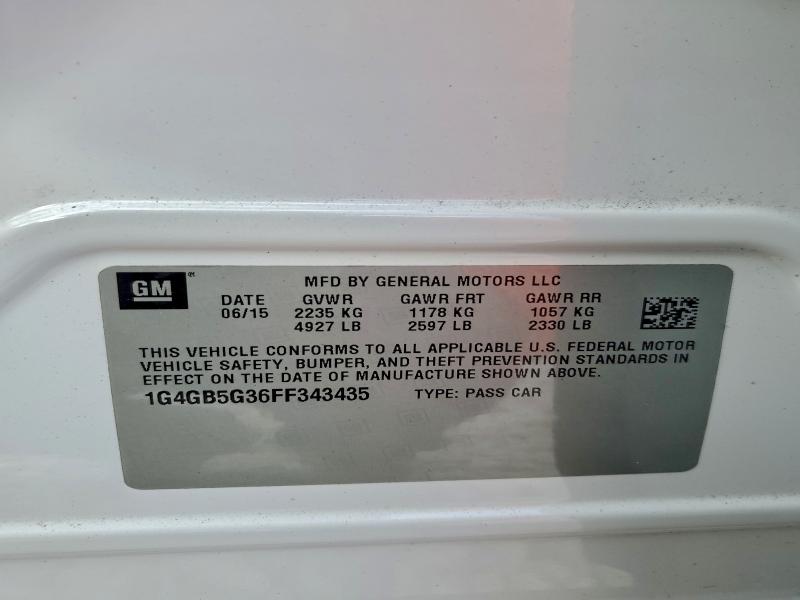 GM MFD BY GENERAL MOTORS LLC
DATE GVWR GAWR FRT GAWR RR
06/15 2235 KG 1178 KG 1057 KG
4927 LB 2597 LB 2330 LB
THIS VEHICLE CONFORMS TO ALL APPLICABLE U.S. FEDERAL MOTOR
VEHICLE SAFETY, BUMPER, AND THEFT PREVENTION STANDARDS IN
EFFECT ON THE DATE OF MANUFACTURE SHOWN ABOVE.
1G4GB5G36FF343435 TYPE: PASS CAR